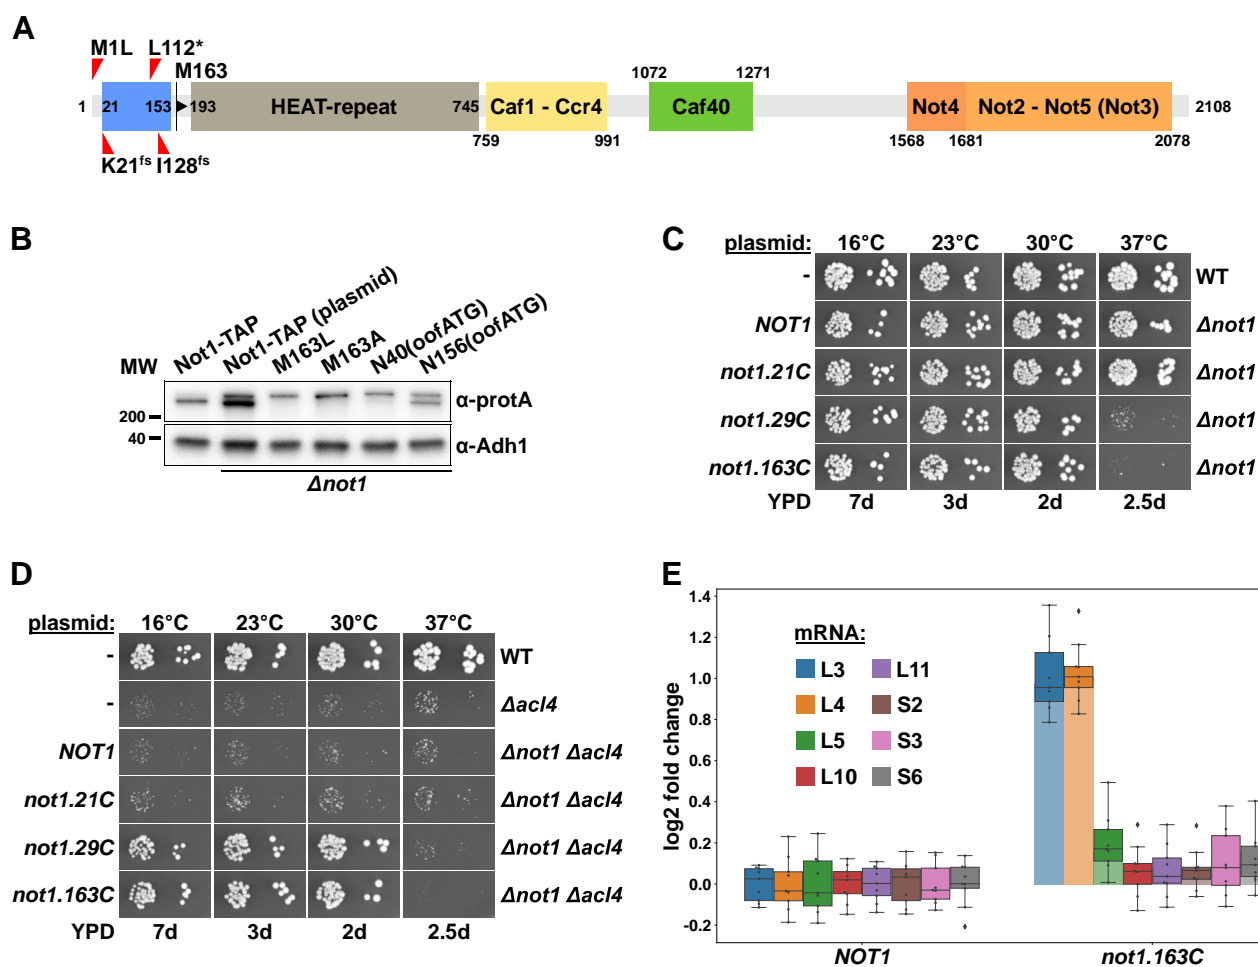 A
M1L L112*
M163
1 21 153 193 HEAT-repeat 745 Caf1 - Ccr4 1072 1271 Caf40 Not4 Not2 - Not5 (Not3) 2108
759 991 1568 1681 2078
K21fs I128fs
B
Not1-TAP
Not1-TAP (plasmid)
M163L
M163A
N40(oofATG)
N156(oofATG)
MW
200
α-protA
40
α-Adh1
Δnot1
C
plasmid: 16°C 23°C 30°C 37°C
- WT
NOT1 Δnot1
not1.21C Δnot1
not1.29C Δnot1
not1.163C Δnot1
YPD 7d 3d 2d 2.5d
D
plasmid: 16°C 23°C 30°C 37°C
- WT
- Δacl4
NOT1 Δnot1 Δacl4
not1.21C Δnot1 Δacl4
not1.29C Δnot1 Δacl4
not1.163C Δnot1 Δacl4
YPD 7d 3d 2d 2.5d
E
log2 fold change
1.4
1.2
1.0
0.8
0.6
0.4
0.2
0.0
-0.2
mRNA:
L3 L11
L4 S2
L5 S3
L10 S6
NOT1 not1.163C